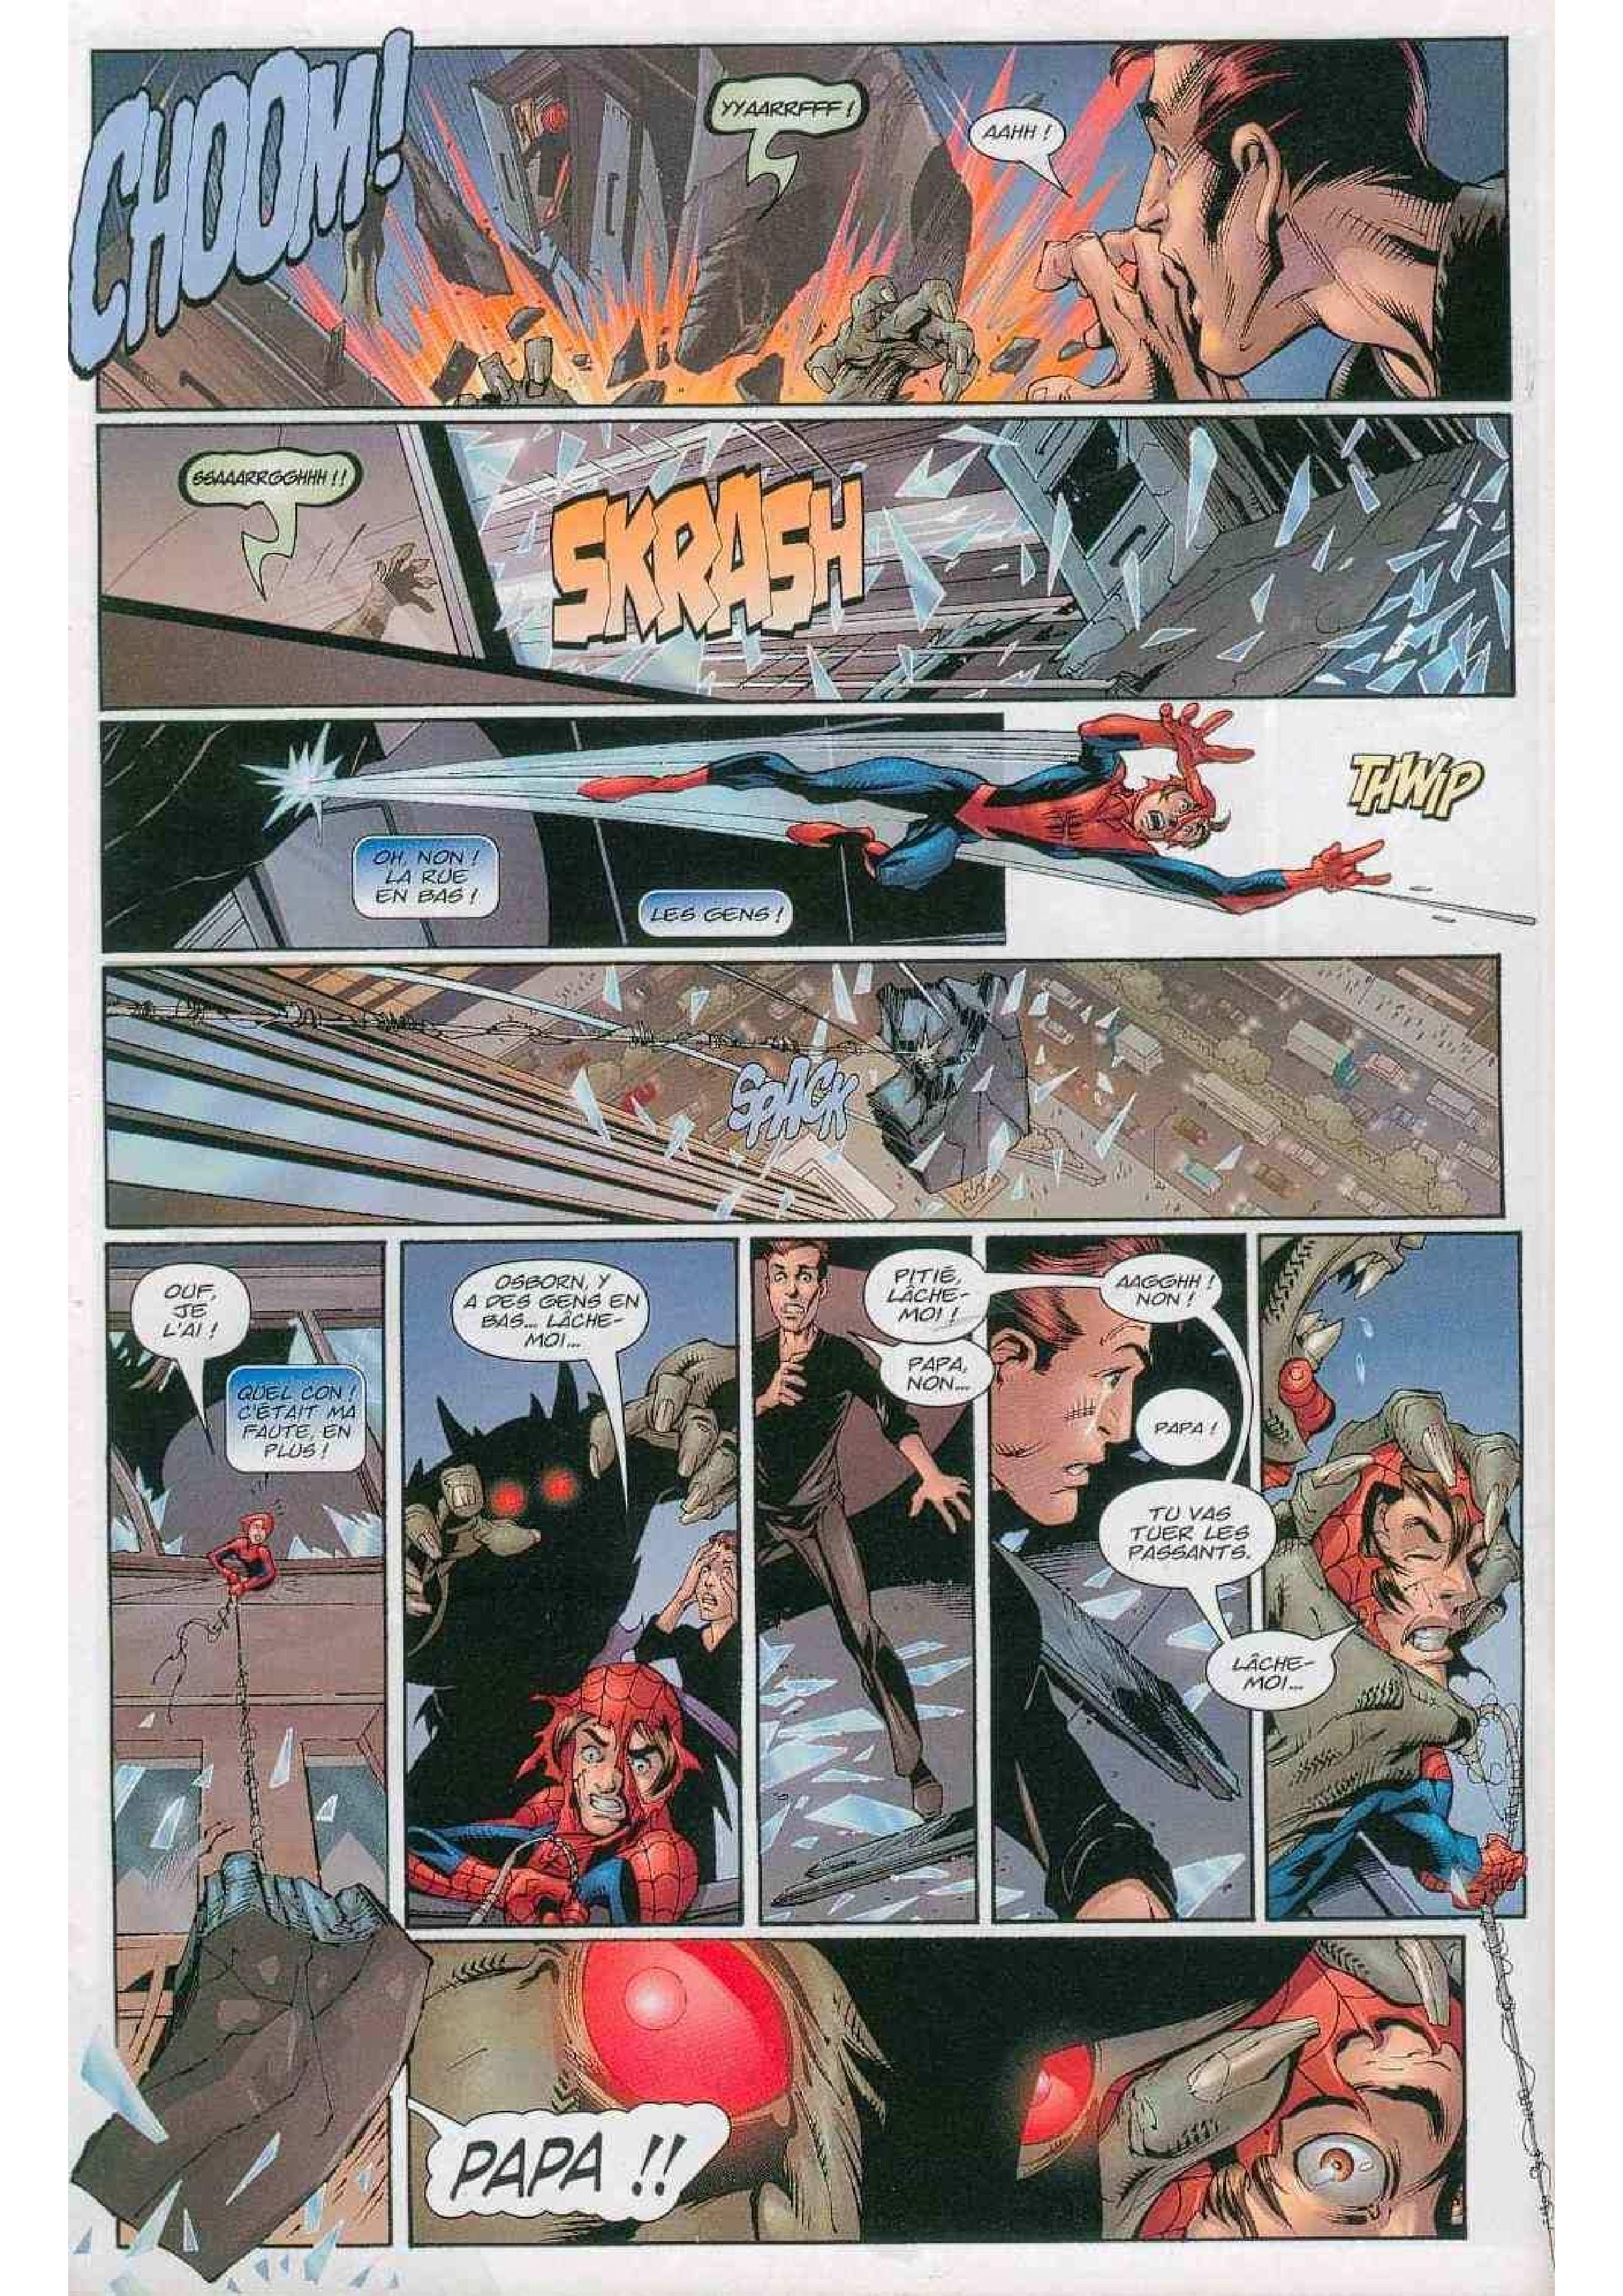 CHOOM!
YYAARRFFF !
AAHH !
SSAAARRGGHHH !!
SKRASH
THWIP
OH, NON !
LA RUE
EN BAS !
LES GENS !
SPACK
OUF,
JE
L'AI !
QUEL CON !
C'ÉTAIT MA
FAUTE, EN
PLUS !
OSBORN, Y
A DES GENS EN
BAS... LÂCHE-
MOI...
PITIÉ,
LÂCHE-
MOI !
PAPA,
NON...
AAGGHH !
NON !
PAPA !
TU VAS
TUER LES
PASSANTS.
LÂCHE-
MOI...
PAPA !!